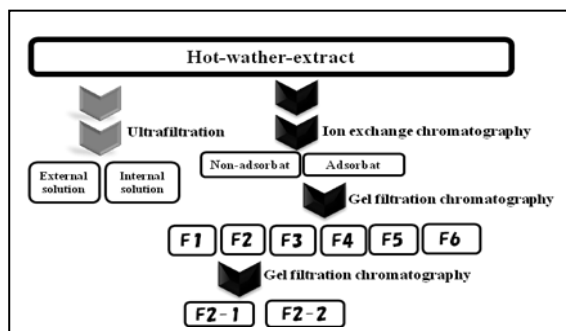 Hot-wather-extract
Ultrafiltration
Ion exchange chromatography
External solution
Internal solution
Non-adsorbat
Adsorbat
Gel filtration chromatography
F1 F2 F3 F4 F5 F6
Gel filtration chromatography
F2-1 F2-2